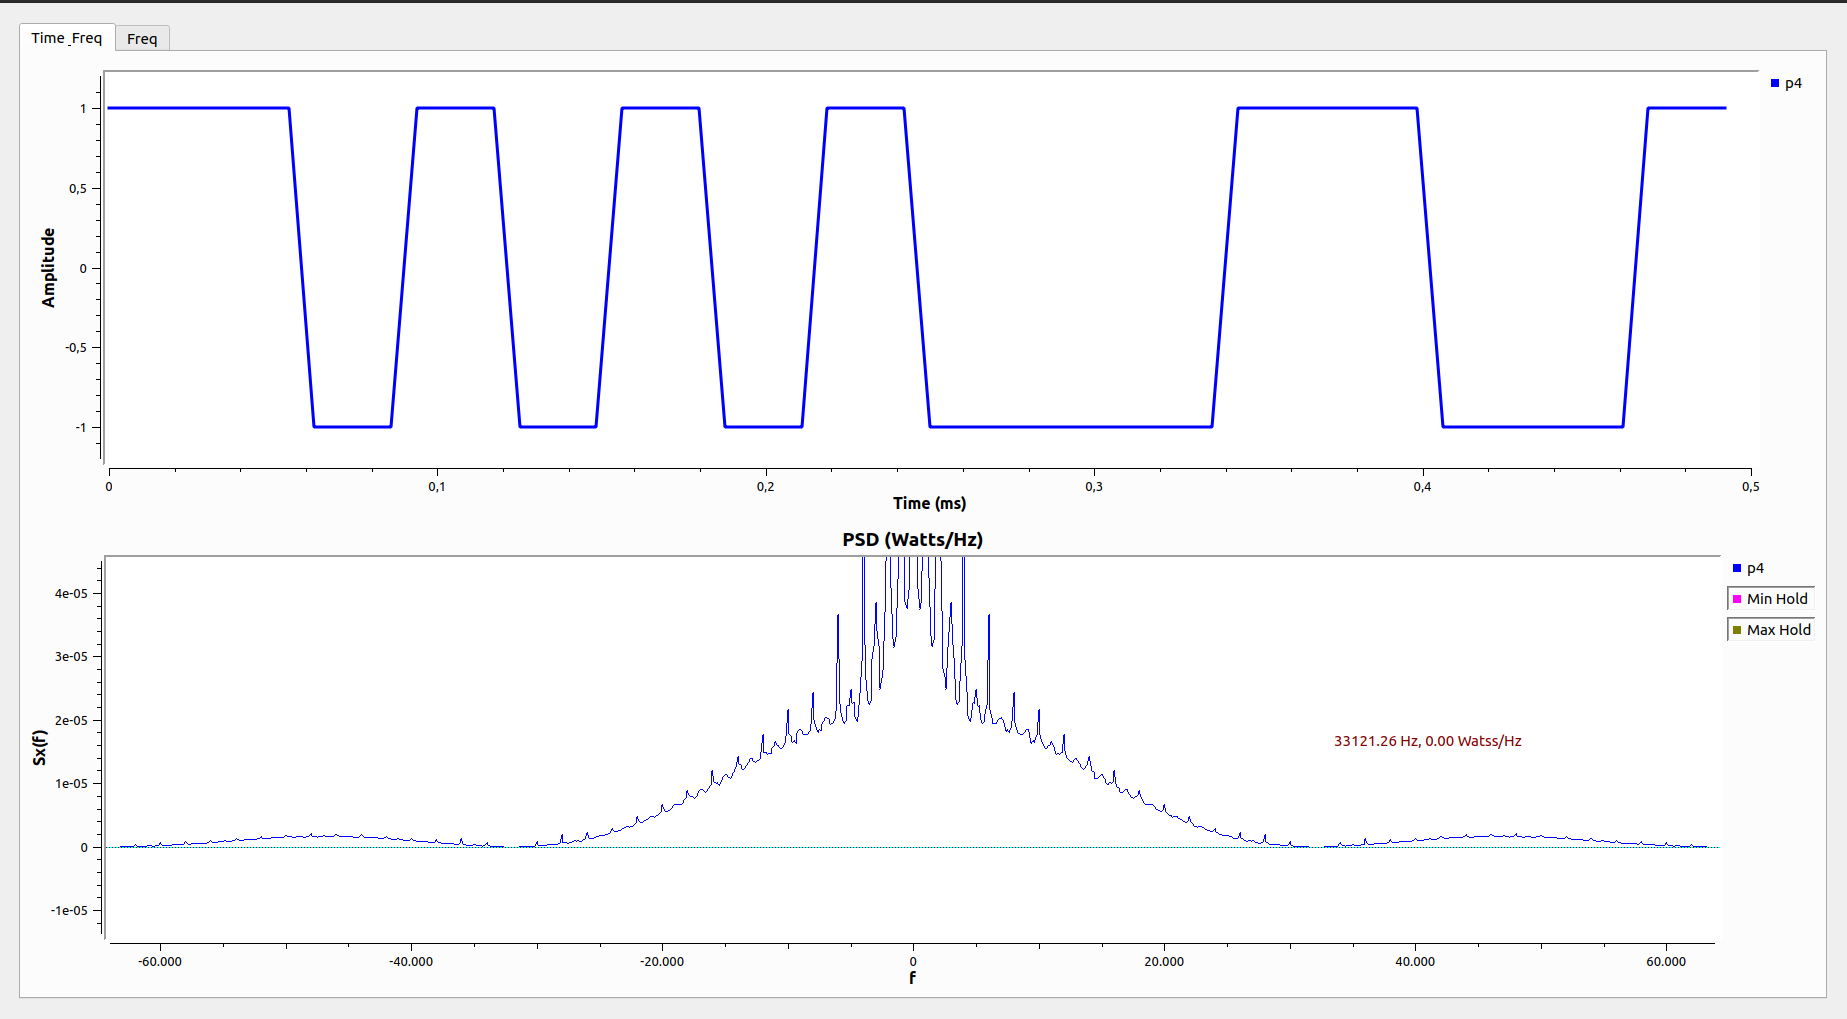 Time_Freq
Freq
p4
1
0,5
0
-0,5
-1
Amplitude
0
0,1
0,2
0,3
0,4
0,5
Time (ms)
PSD (Watts/Hz)
p4
Min Hold
Max Hold
4e-05
3e-05
2e-05
1e-05
0
-1e-05
Sx(f)
33121.26 Hz, 0.00 Watss/Hz
-60.000
-40.000
-20.000
0
20.000
40.000
60.000
f